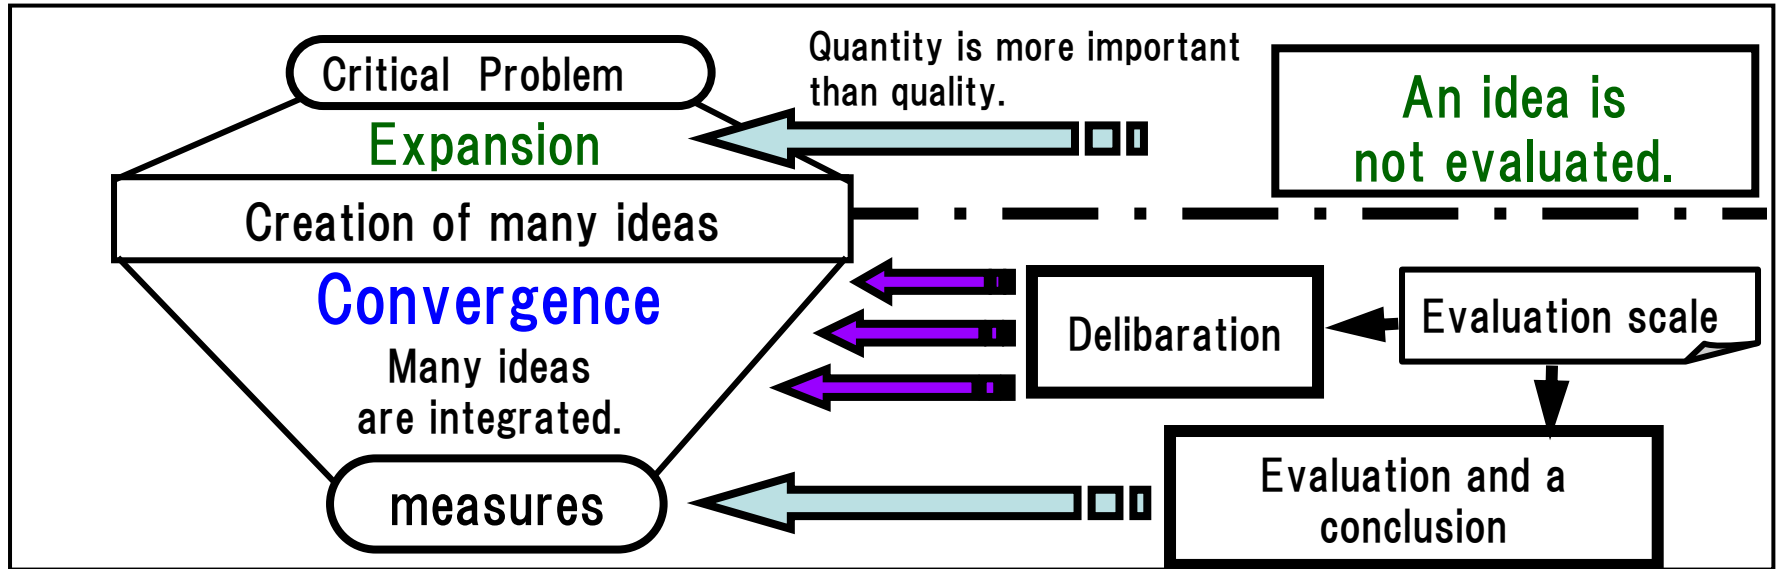 Critical Problem
Quantity is more important
than quality.
An idea is
not evaluated.
Expansion
Creation of many ideas
Convergence
Many ideas
are integrated.
Delibaration
Evaluation scale
measures
Evaluation and a
conclusion